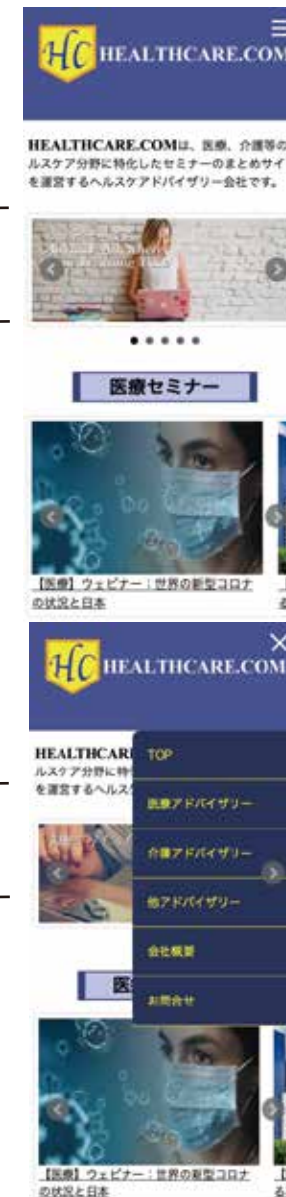 HC HEALTHCARE.COM
HEALTHCARE.COMは、医療、介護等の
ルスケア分野に特化したセミナーのまとめサイ
を運営するヘルスケアアドバイザリー会社です。
医療セミナー
【医療】ウェビナー：世界の新型コロナ
の状況と日本
HC HEALTHCARE.COM
HEALTHCAR
ルスケア分野に特
を運営するヘルス
TOP
医療アドバイザリー
介護アドバイザリー
他アドバイザリー
会社概要
お問合せ
医
【医療】ウェビナー：世界の新型コロナ
の状況と日本